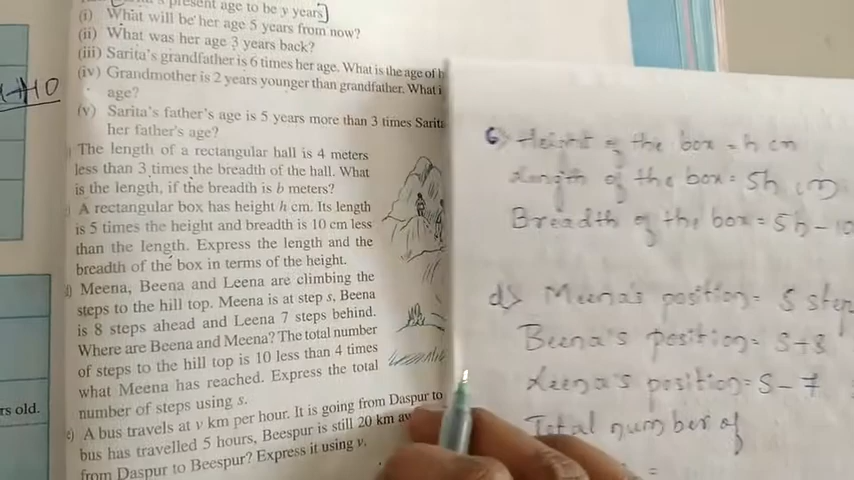 s present age to be y years
(i) What will be her age 5 years from now?
(ii) What was her age 3 years back?
(iii) Sarita's grandfather is 6 times her age. What is the age of h
(iv) Grandmother is 2 years younger than grandfather. What i
age?
(v) Sarita's father's age is 5 years more than 3 times Sarita
her father's age?
The length of a rectangular hall is 4 meters
less than 3 times the breadth of the hall. What
is the length, if the breadth is b meters?
A rectangular box has height h cm. Its length
is 5 times the height and breadth is 10 cm less
than the length. Express the length and the
breadth of the box in terms of the height.
d) Meena, Beena and Leena are climbing the
steps to the hill top. Meena is at step s, Beena
is 8 steps ahead and Leena 7 steps behind.
Where are Beena and Meena? The total number
of steps to the hill top is 10 less than 4 times
what Meena has reached. Express the total
number of steps using s.
e) A bus travels at v km per hour. It is going from Daspur to
bus has travelled 5 hours, Beespur is still 20 km aw
from Daspur to Beespur? Express it using v.
rs old.
Height of the box = h cm
Length of the box = 5h cm
Breadth of the box = 5h - 10
d) Meena's position = s step
Beena's position = s + 8
Leena's position = s - 7
Total number of
=